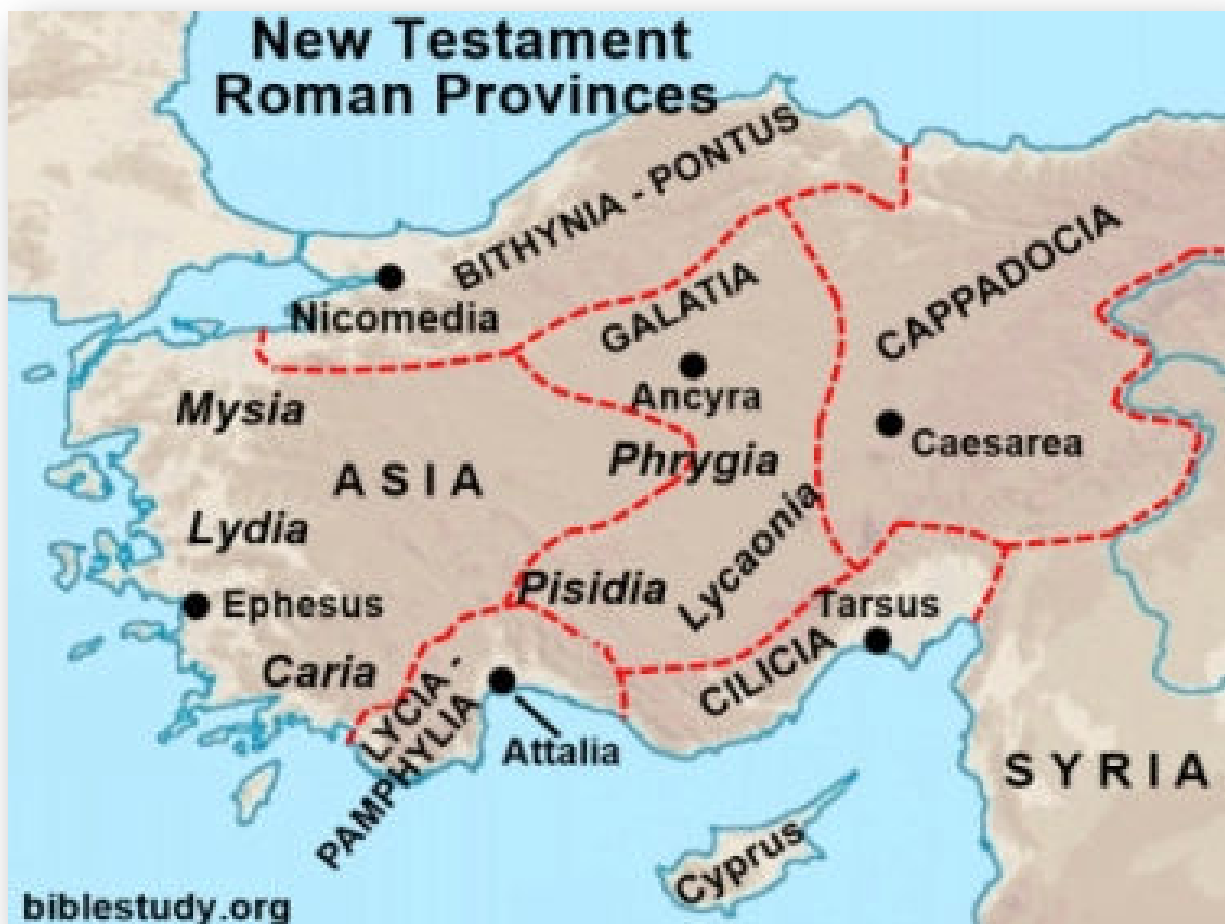 New Testament
Roman Provinces
BITHYNIA - PONTUS
Nicomedia
GALATIA
CAPPADOCIA
Ancyra
Mysia
Caesarea
Phrygia
ASIA
Lydia
Lycaonia
Pisidia
Ephesus
Tarsus
Caria
CILICIA
LYCIA -
PAMPHYLIA
Attalia
SYRIA
Cyprus
biblestudy.org